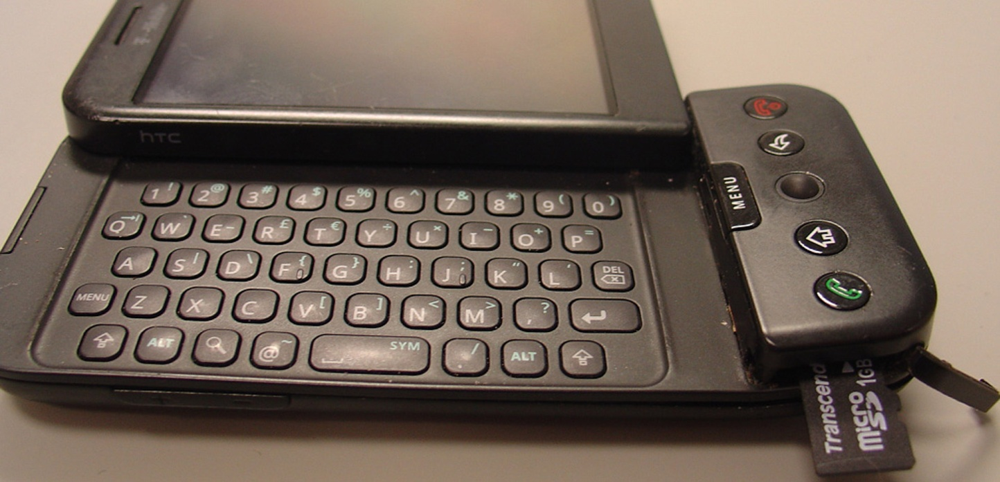 T-Mobile
hTC
1 ! 2 @ 3 # 4 $ 5 % 6 ^ 7 & 8 * 9 ( 0 )
Q W ` E _ R £ T € Y ÷ U × I - O + P =
A S | D \ F { G } H : J ; K " L ' DEL
MENU Z X C V [ B ] N < M > , ?
ALT @ ~ SYM . / ALT
MENU
Transcend
micro SD 1GB